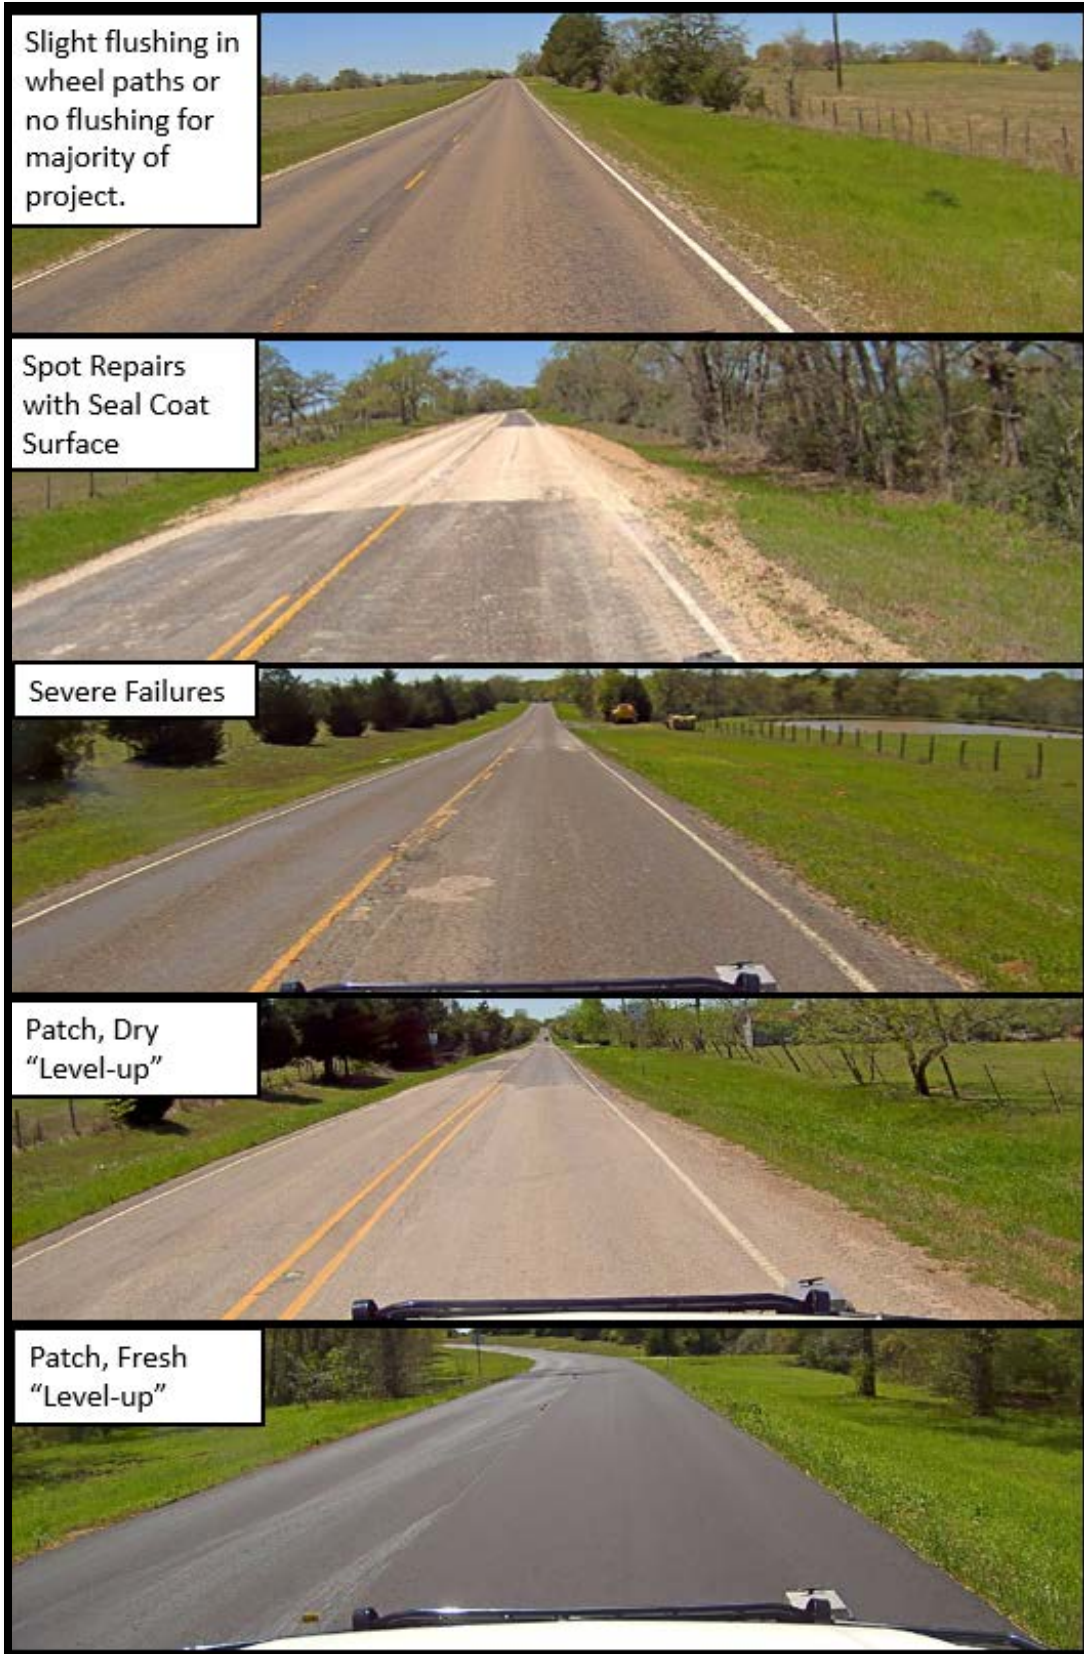 Slight flushing in
wheel paths or
no flushing for
majority of
project.
Spot Repairs
with Seal Coat
Surface
Severe Failures
Patch, Dry
“Level-up”
Patch, Fresh
“Level-up”